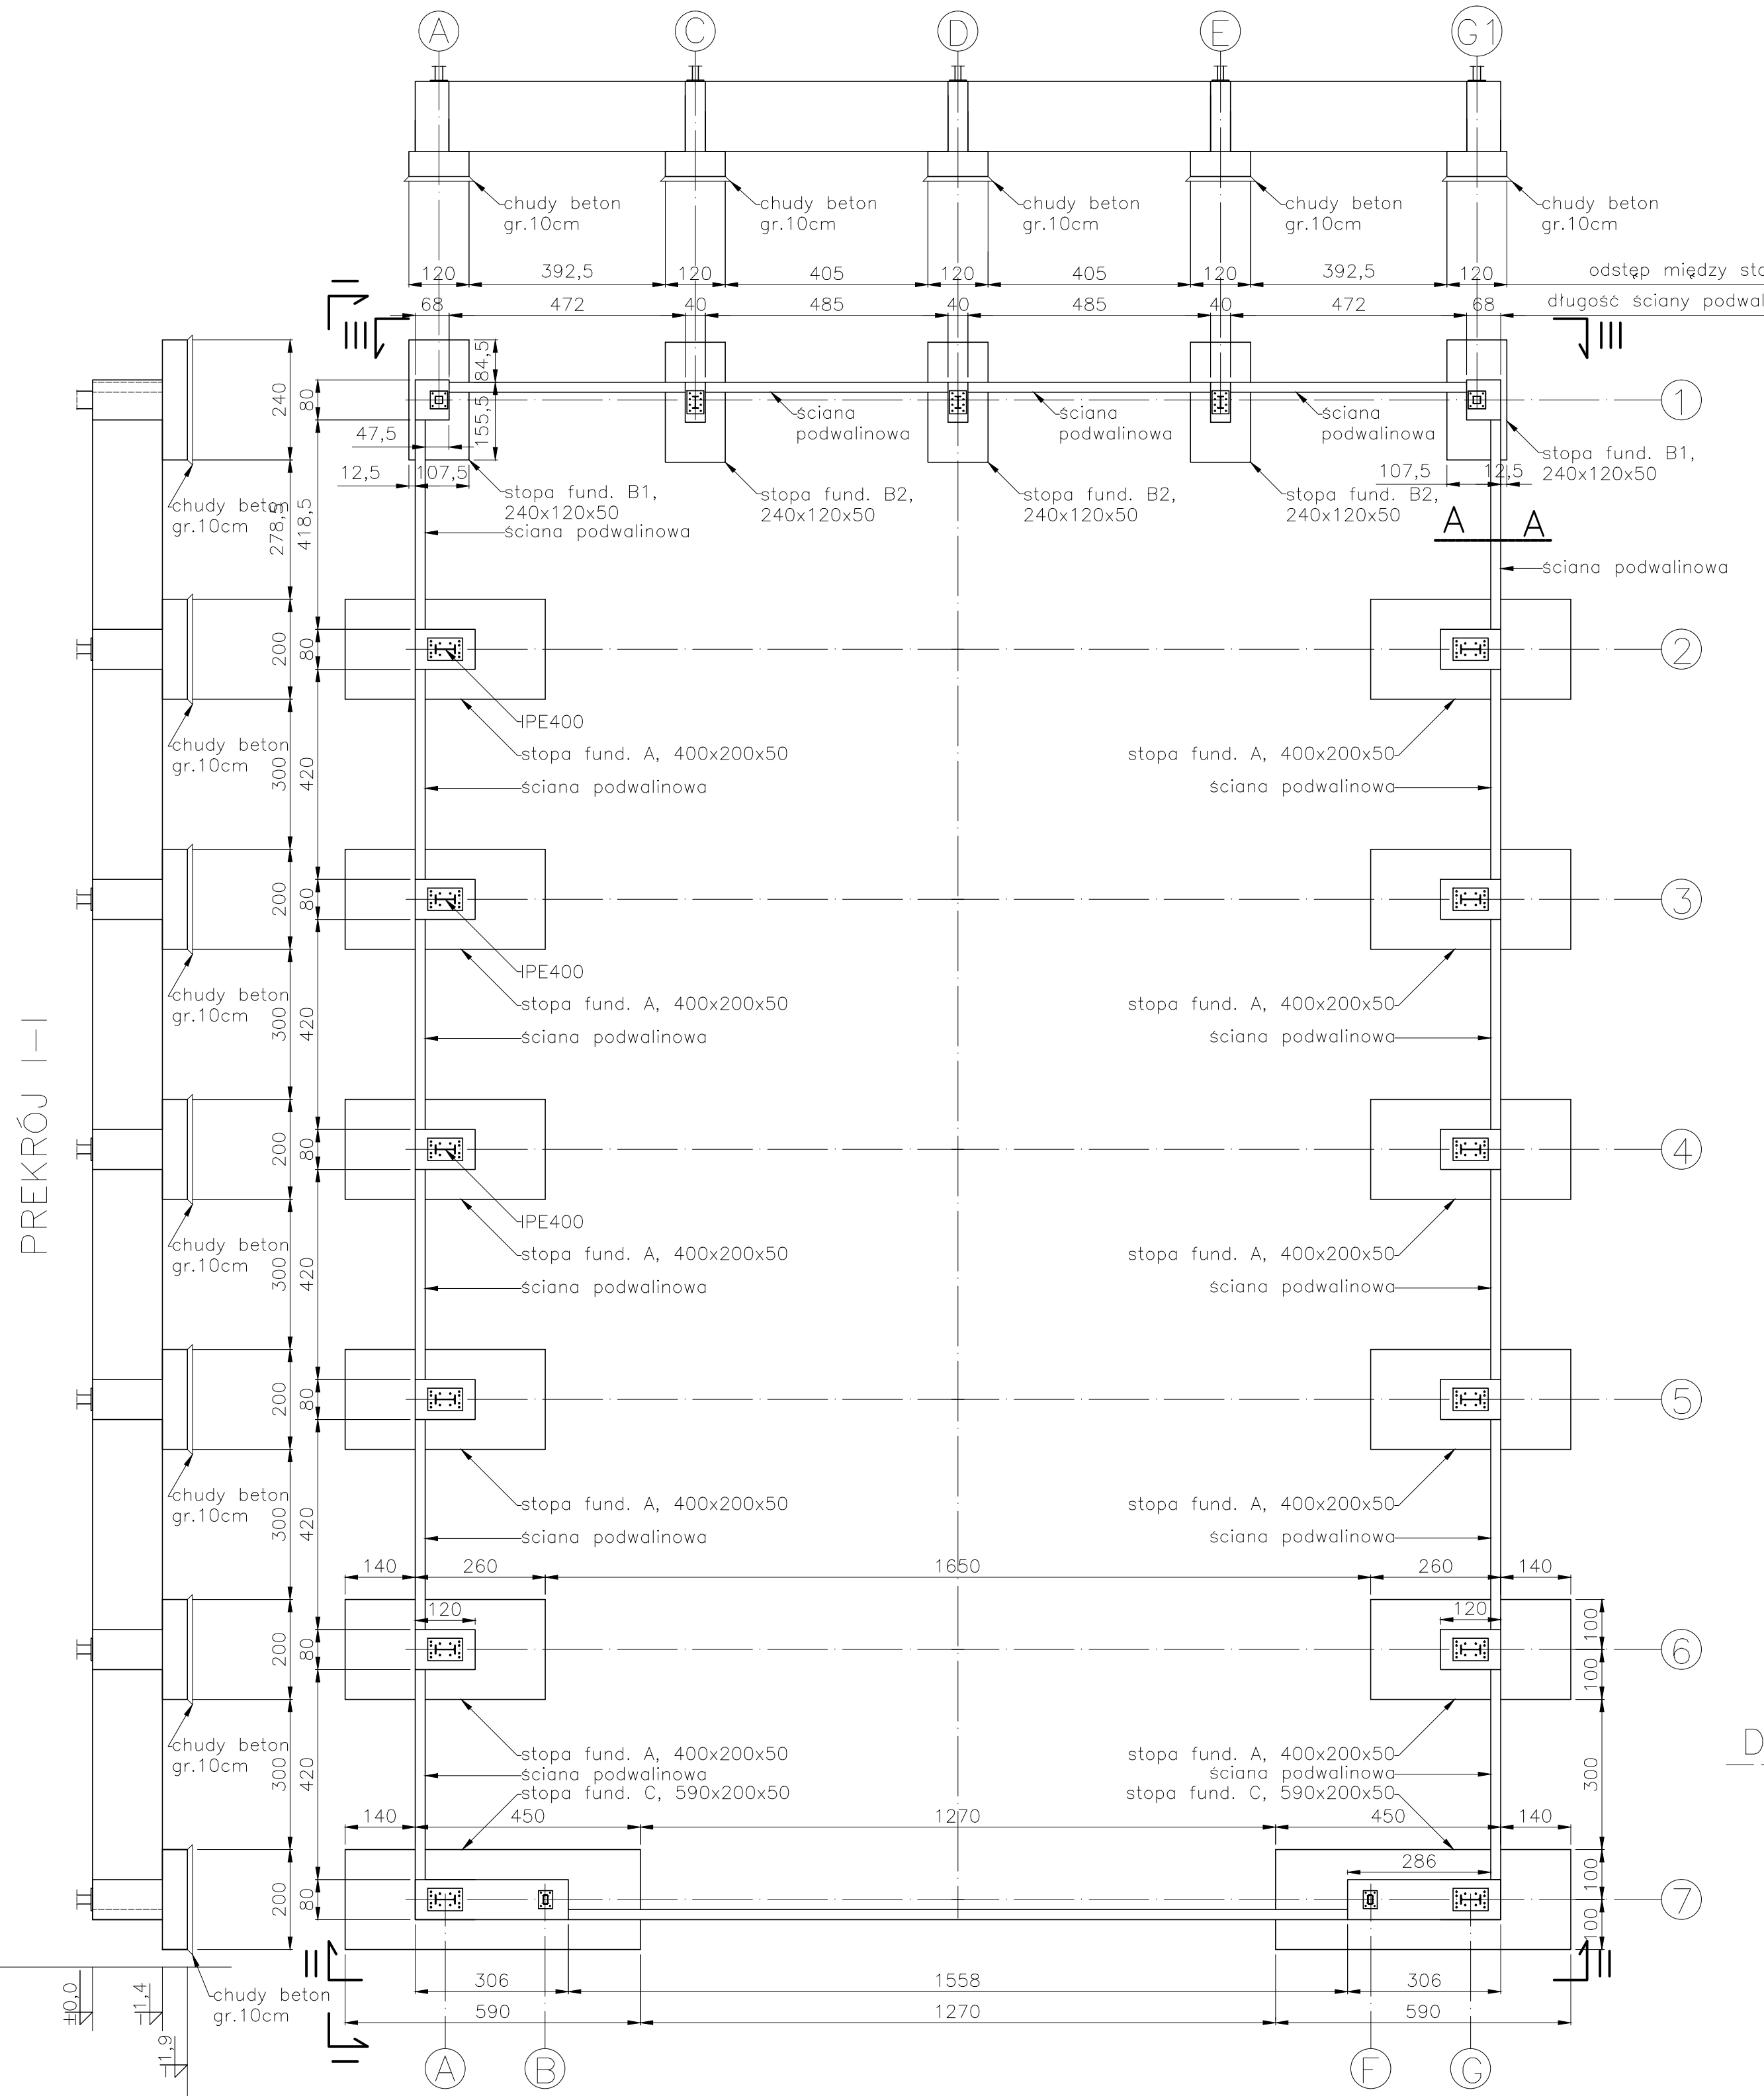 A C D E G1
chudy beton
gr.10cm
chudy beton
gr.10cm
chudy beton
gr.10cm
chudy beton
gr.10cm
chudy beton
gr.10cm
120 392,5 120 405 120 405 120 392,5 120 odstęp między sto
68 472 40 485 40 485 40 472 68 długość ściany podwal
I
III III
240 80 84,5 155,5
47,5
12,5 107,5
107,5 12,5
ściana
podwalinowa
ściana
podwalinowa
ściana
podwalinowa
1
stopa fund. B1,
240x120x50
stopa fund. B2,
240x120x50
stopa fund. B2,
240x120x50
stopa fund. B2,
240x120x50
stopa fund. B1,
240x120x50
ściana podwalinowa
chudy beton
gr.10cm
278,5 418,5
A A
ściana podwalinowa
200 80
2
IPE400
stopa fund. A, 400x200x50
stopa fund. A, 400x200x50
chudy beton
gr.10cm
300 420
ściana podwalinowa
ściana podwalinowa
200 80
3
IPE400
stopa fund. A, 400x200x50
stopa fund. A, 400x200x50
chudy beton
gr.10cm
300 420
ściana podwalinowa
ściana podwalinowa
PREKRÓJ I-I
200 80
4
IPE400
stopa fund. A, 400x200x50
stopa fund. A, 400x200x50
chudy beton
gr.10cm
300 420
ściana podwalinowa
ściana podwalinowa
200 80
5
stopa fund. A, 400x200x50
stopa fund. A, 400x200x50
chudy beton
gr.10cm
300 420
ściana podwalinowa
ściana podwalinowa
140 260 1650 260 140
120 120
200 80 100 100
6
stopa fund. A, 400x200x50
stopa fund. A, 400x200x50
chudy beton
gr.10cm
300 420 300
ściana podwalinowa
ściana podwalinowa
stopa fund. C, 590x200x50
stopa fund. C, 590x200x50
D
140 450 1270 450 140
286
200 80 100 100
7
II II
306 1558 306
590 1270 590
chudy beton
gr.10cm
±0,0 -1,4 -1,9
I
A B F G